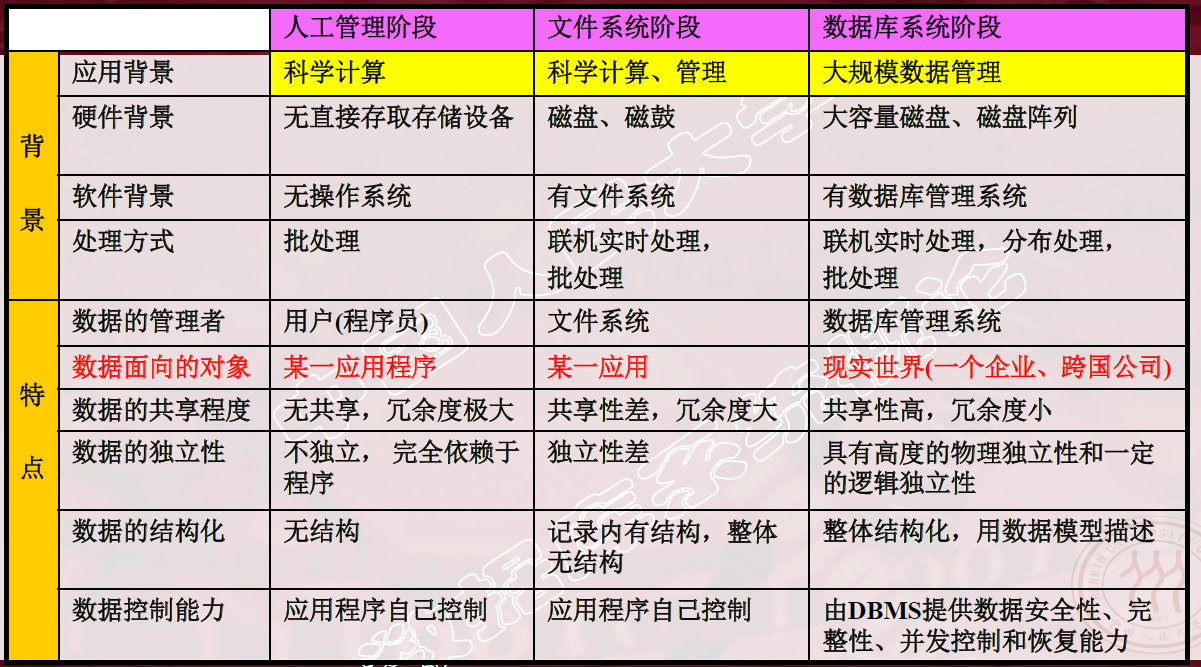 人工管理阶段 文件系统阶段 数据库系统阶段
背景
应用背景 科学计算 科学计算、管理 大规模数据管理
硬件背景 无直接存取存储设备 磁盘、磁鼓 大容量磁盘、磁盘阵列
软件背景 无操作系统 有文件系统 有数据库管理系统
处理方式 批处理 联机实时处理， 联机实时处理，分布处理，
批处理 批处理
特点
数据的管理者 用户(程序员) 文件系统 数据库管理系统
数据面向的对象 某一应用程序 某一应用 现实世界(一个企业、跨国公司)
数据的共享程度 无共享，冗余度极大 共享性差，冗余度大 共享性高，冗余度小
数据的独立性 不独立， 完全依赖于 独立性差 具有高度的物理独立性和一定
程序 的逻辑独立性
数据的结构化 无结构 记录内有结构，整体 整体结构化，用数据模型描述
无结构
数据控制能力 应用程序自己控制 应用程序自己控制 由DBMS提供数据安全性、完
整性、并发控制和恢复能力